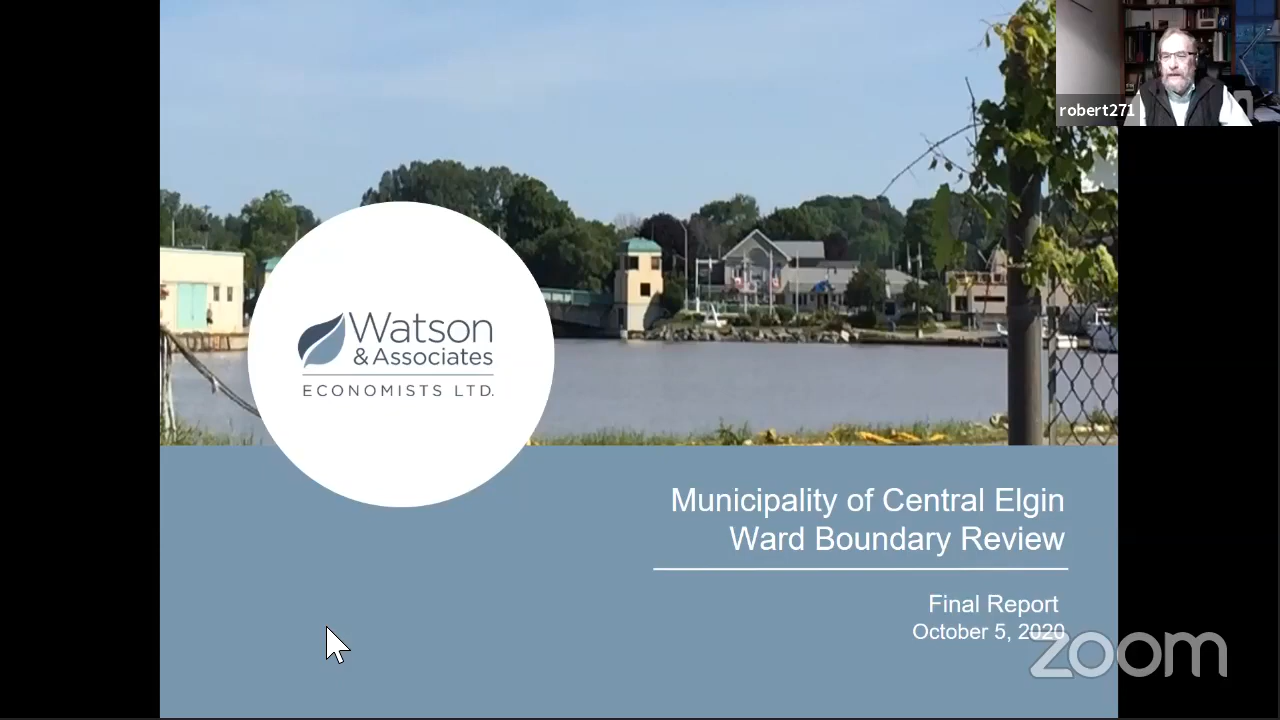 robert271
Watson
& Associates
ECONOMISTS LTD.
Municipality of Central Elgin
Ward Boundary Review
Final Report
October 5, 2020
zoom